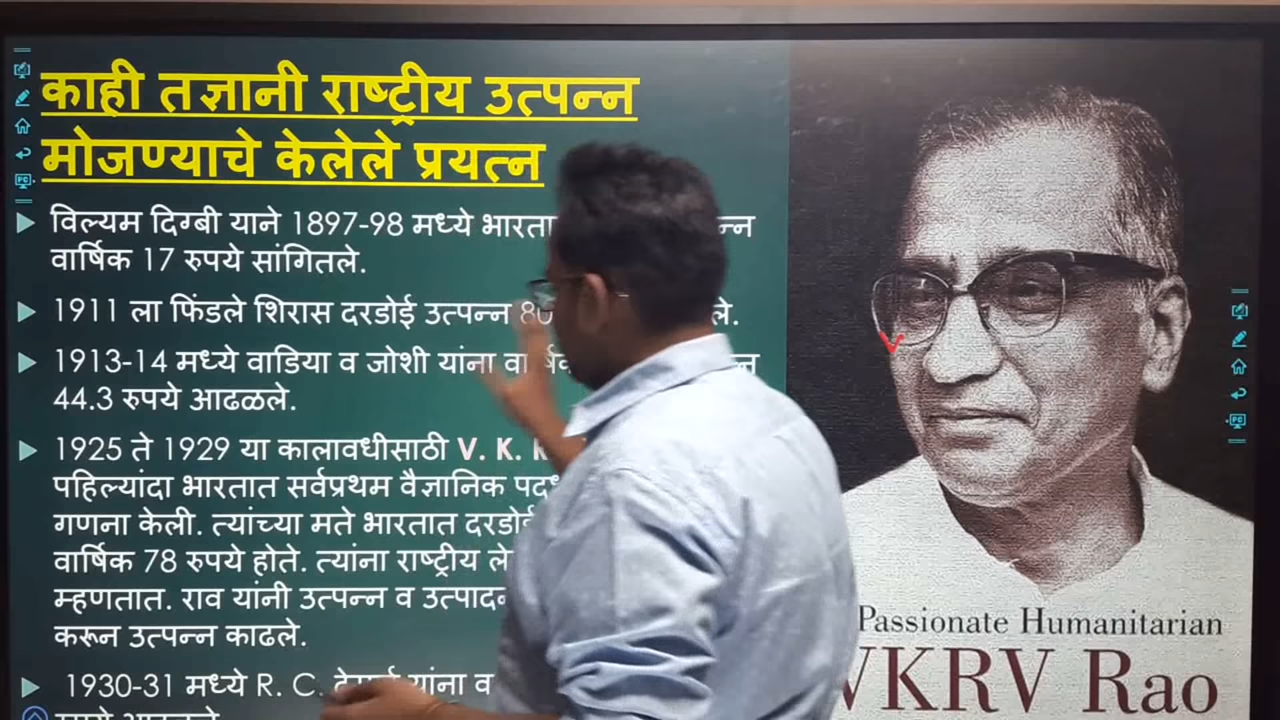 काही तज्ञानी राष्ट्रीय उत्पन्न
मोजण्याचे केलेले प्रयत्न
विल्यम दिग्बी याने 1897-98 मध्ये
वार्षिक 17 रुपये सांगितले.
1911 ला फिंडले शिरास दरडोई उत्पन्न
1913-14 मध्ये वाडिया व जोशी यांना
44.3 रुपये आढळले.
1925 ते 1929 या कालावधीसाठी V. K.
पहिल्यांदा भारतात सर्वप्रथम वैज्ञानिक
गणना केली. त्यांच्या मते भारतात दरडोई
वार्षिक 78 रुपये होते. त्यांना राष्ट्रीय
म्हणतात. राव यांनी उत्पन्न व
करून उत्पन्न काढले.
1930-31 मध्ये R. C. यांना व
Passionate Humanitarian
VKRV Rao